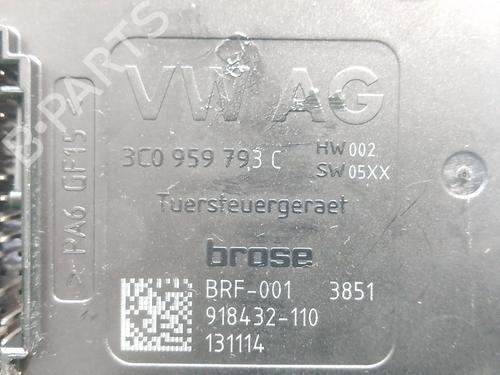 VW AG
3C0 959 793 C
HW 002
SW 05XX
Tuersteuergeraet
brose
BRF-001 3851
918432-110
131114
> PA6 GF15 <
B-PARTS